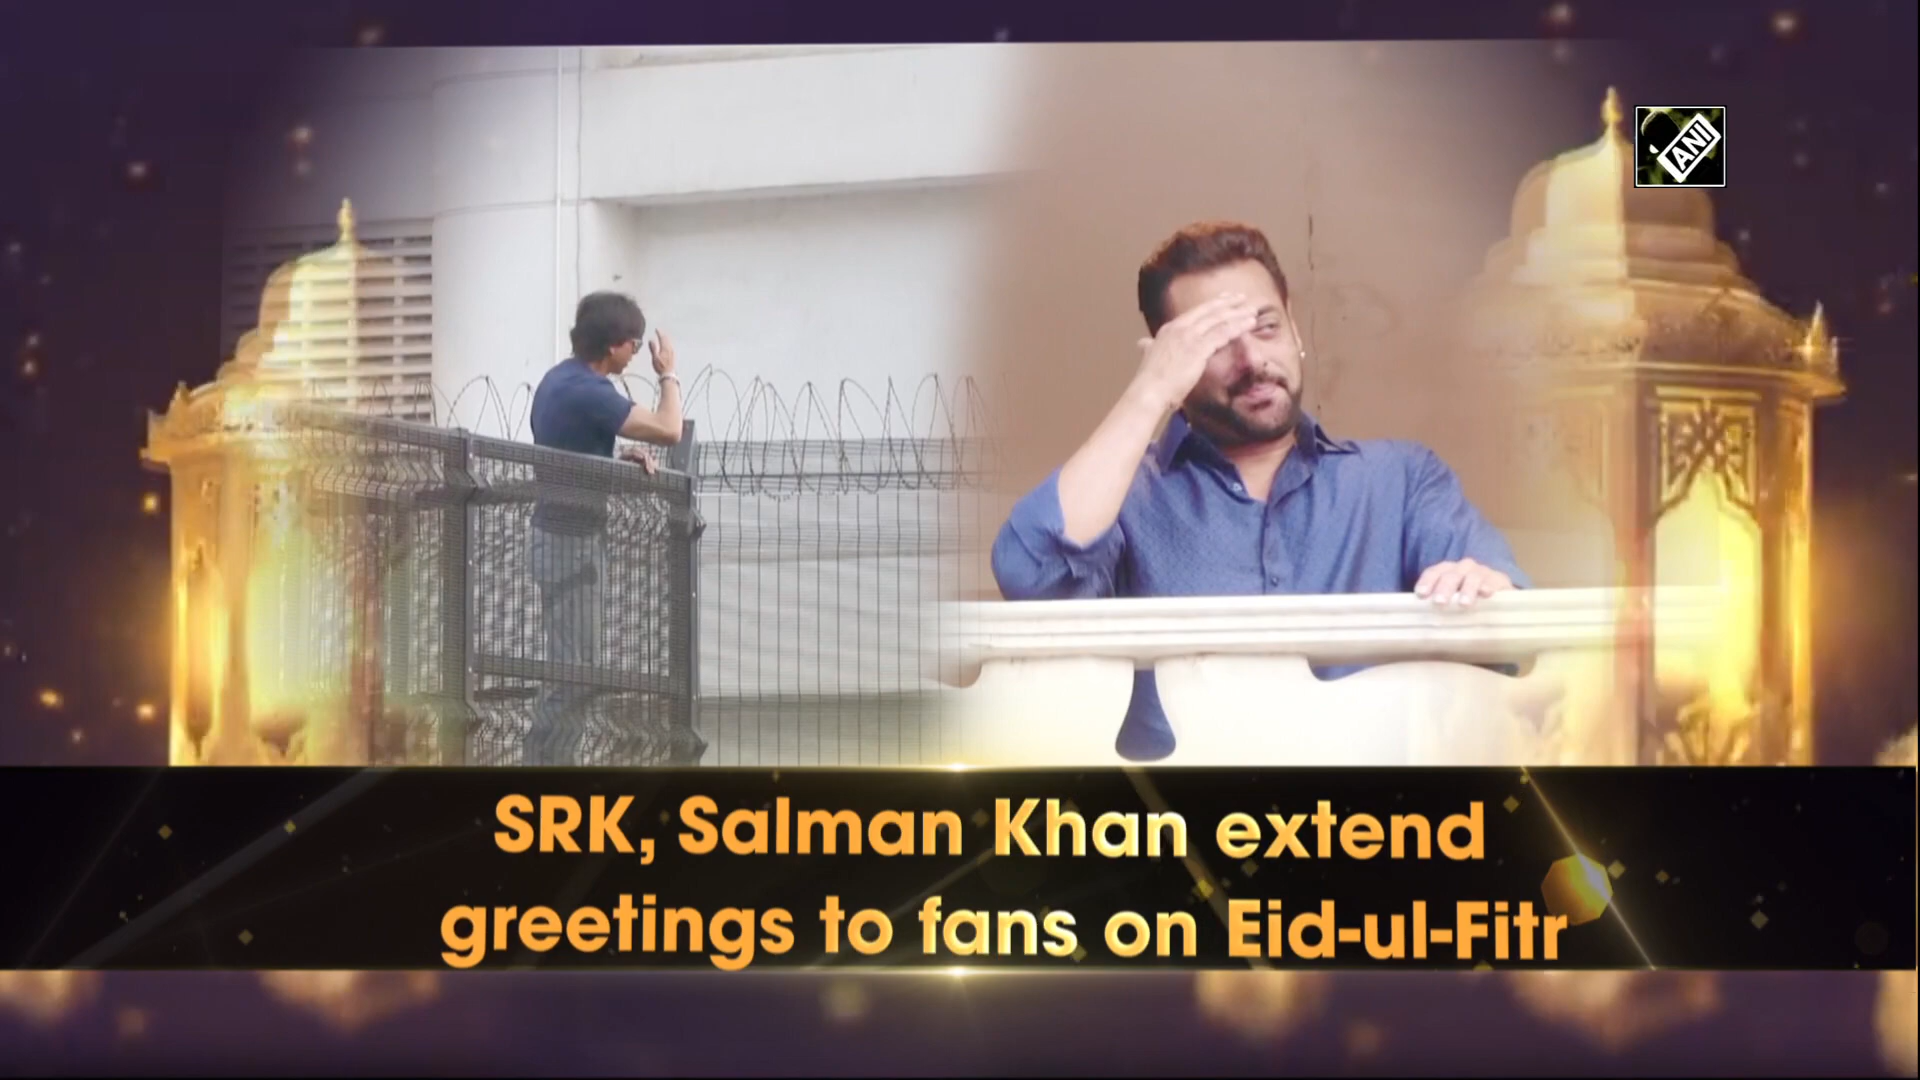 ANI
SRK, Salman Khan extend
greetings to fans on Eid-ul-Fitr